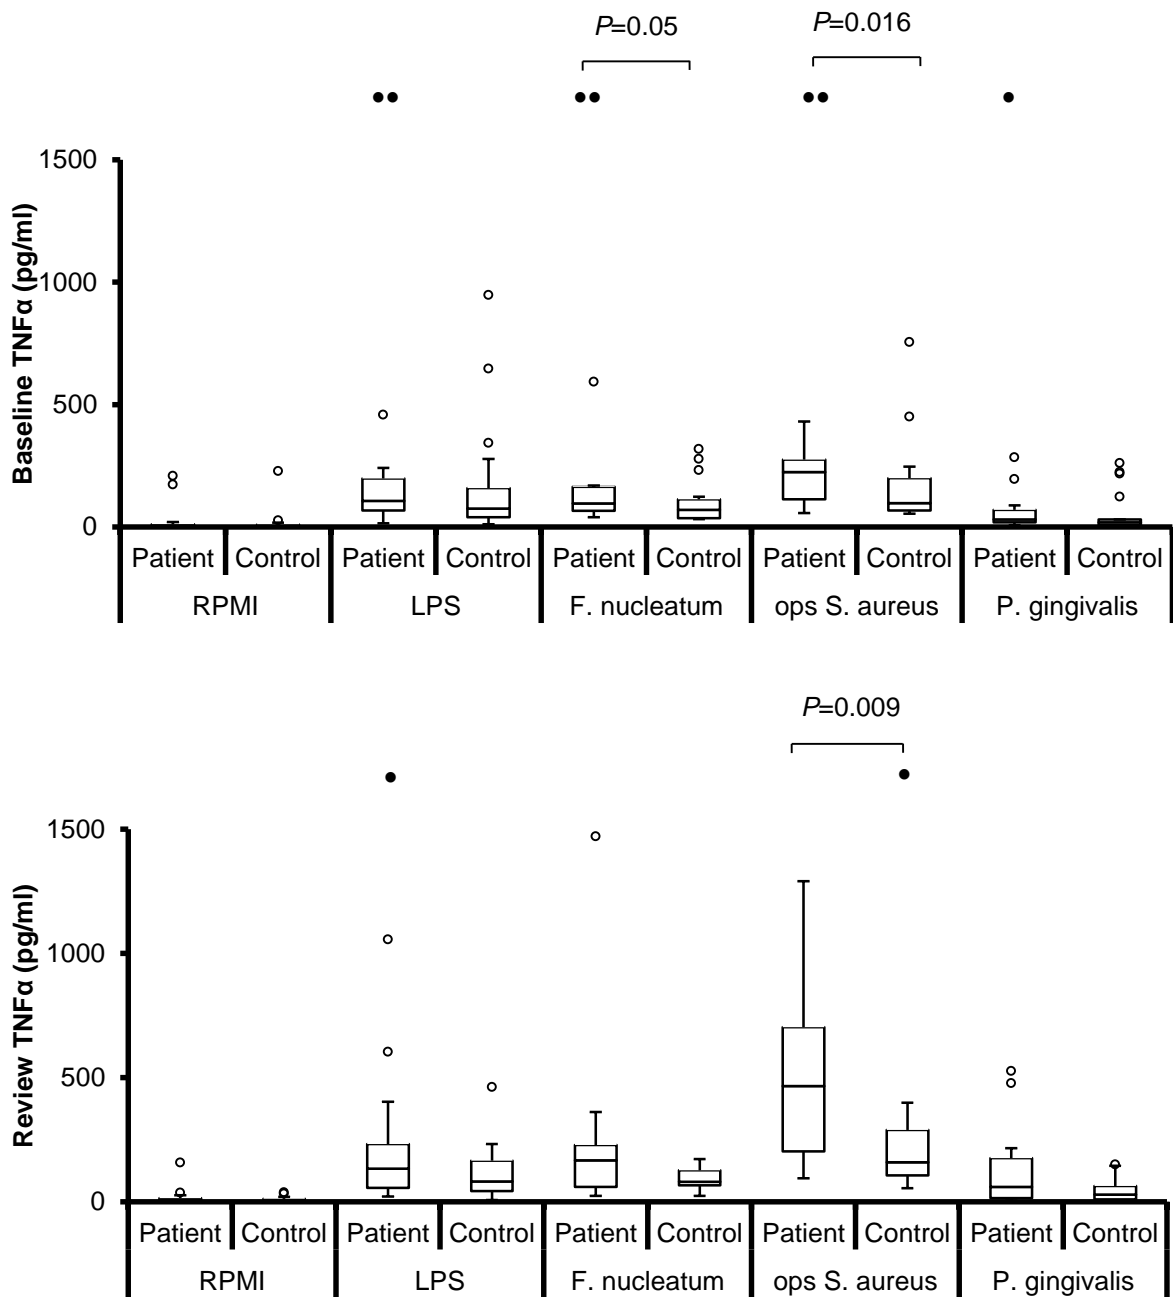 P=0.05
P=0.016
Baseline TNFα (pg/ml)
1500
1000
500
0
Patient Control Patient Control Patient Control Patient Control Patient Control
RPMI LPS F. nucleatum ops S. aureus P. gingivalis
P=0.009
Review TNFα (pg/ml)
1500
1000
500
0
Patient Control Patient Control Patient Control Patient Control Patient Control
RPMI LPS F. nucleatum ops S. aureus P. gingivalis